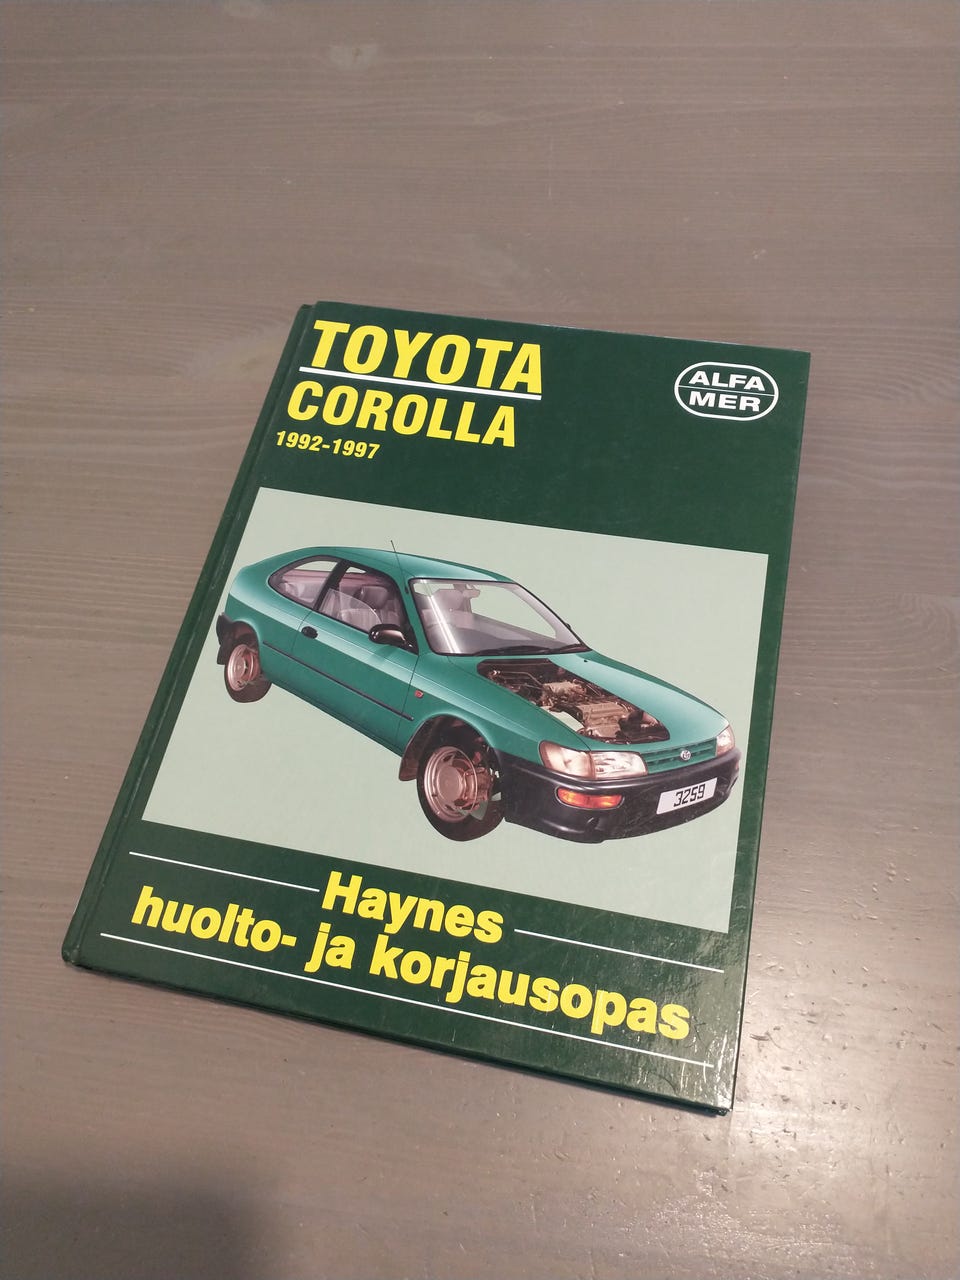 TOYOTA
COROLLA
1992-1997
ALFA
MER
3259
Haynes
huolto- ja korjausopas